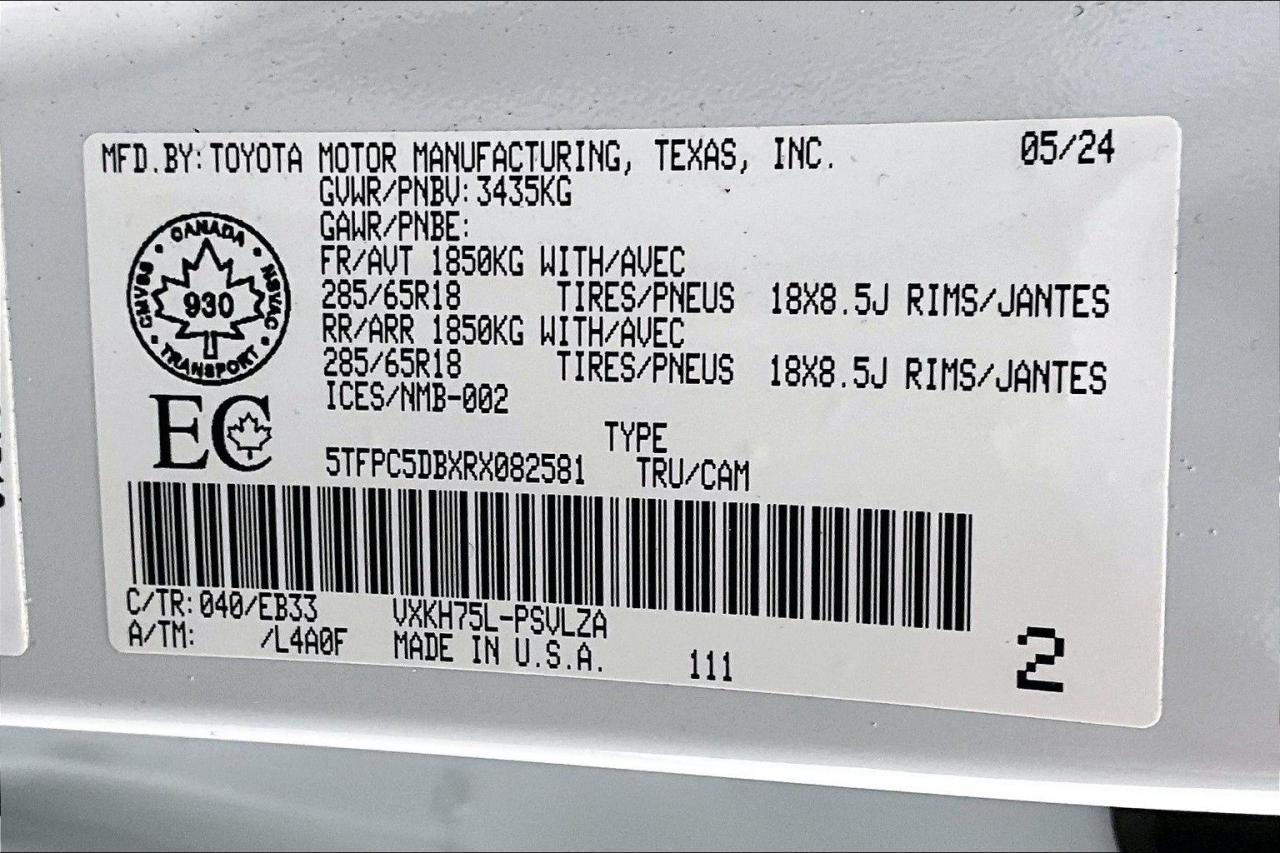 MFD.BY: TOYOTA MOTOR MANUFACTURING, TEXAS, INC. 05/24
GVWR/PNBV: 3435KG
GAWR/PNBE:
FR/AVT 1850KG WITH/AVEC
285/65R18 TIRES/PNEUS 18X8.5J RIMS/JANTES
RR/ARR 1850KG WITH/AVEC
285/65R18 TIRES/PNEUS 18X8.5J RIMS/JANTES
ICES/NMB-002
CANADA
CMVSS 930 NSVAC
TRANSPORT
EC
TYPE
5TFPC5DBXRX082581 TRU/CAM
C/TR: 040/EB33 VXKH75L-PSVLZA
A/TM: /L4A0F MADE IN U.S.A. 111 2